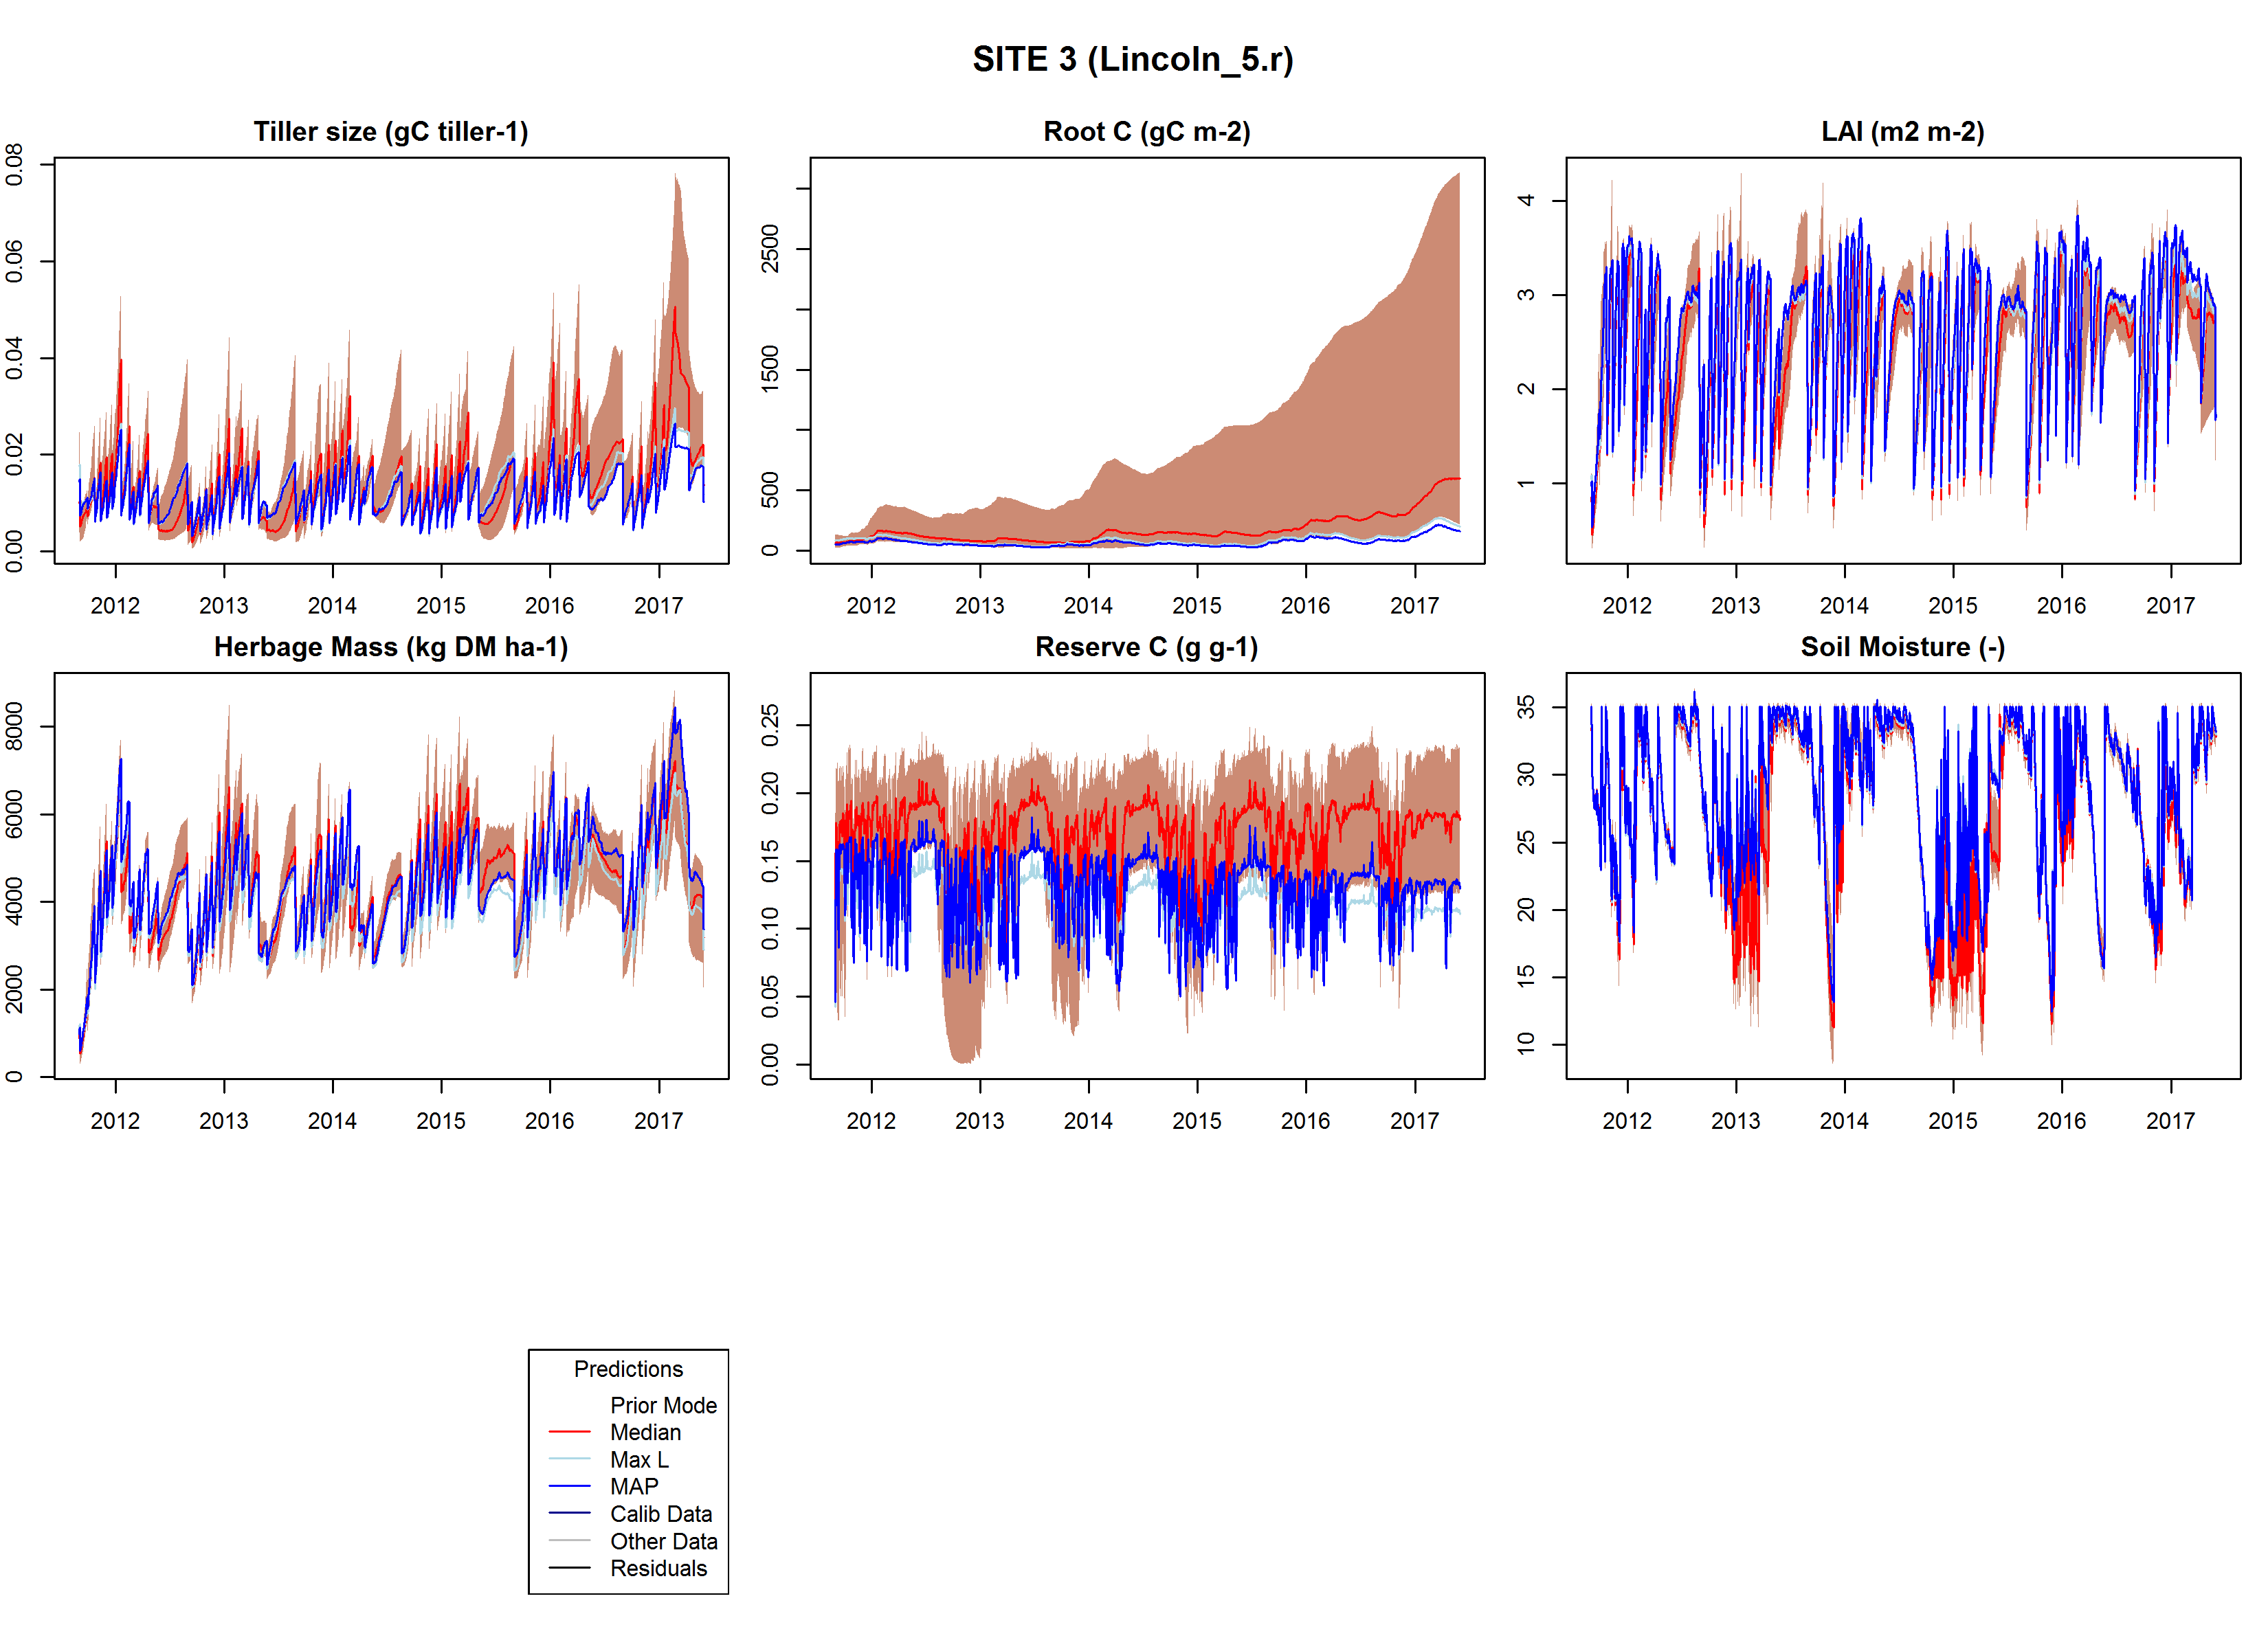 SITE 3 (Lincoln_5.r)
Tiller size (gC tiller-1)
0.00 0.02 0.04 0.06 0.08
2012 2013 2014 2015 2016 2017
Root C (gC m-2)
0 500 1500 2500
2012 2013 2014 2015 2016 2017
LAI (m2 m-2)
1 2 3 4
2012 2013 2014 2015 2016 2017
Herbage Mass (kg DM ha-1)
0 2000 4000 6000 8000
2012 2013 2014 2015 2016 2017
Reserve C (g g-1)
0.00 0.05 0.10 0.15 0.20 0.25
2012 2013 2014 2015 2016 2017
Soil Moisture (-)
10 15 20 25 30 35
2012 2013 2014 2015 2016 2017
Predictions
Prior Mode
Median
Max L
MAP
Calib Data
Other Data
Residuals